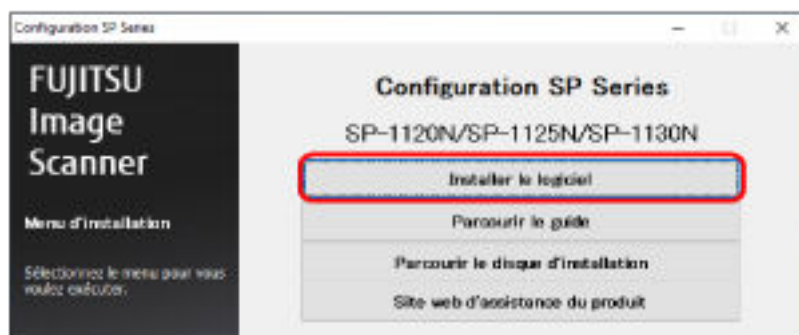 Configuration SP Series
FUJITSU
Image
Scanner
Menu d'installation
Sélectionnez le menu pour vous
voulez exécuter.
Configuration SP Series
SP-1120N/SP-1125N/SP-1130N
Installer le logiciel
Parcourir le guide
Parcourir le disque d'installation
Site web d'assistance du produit